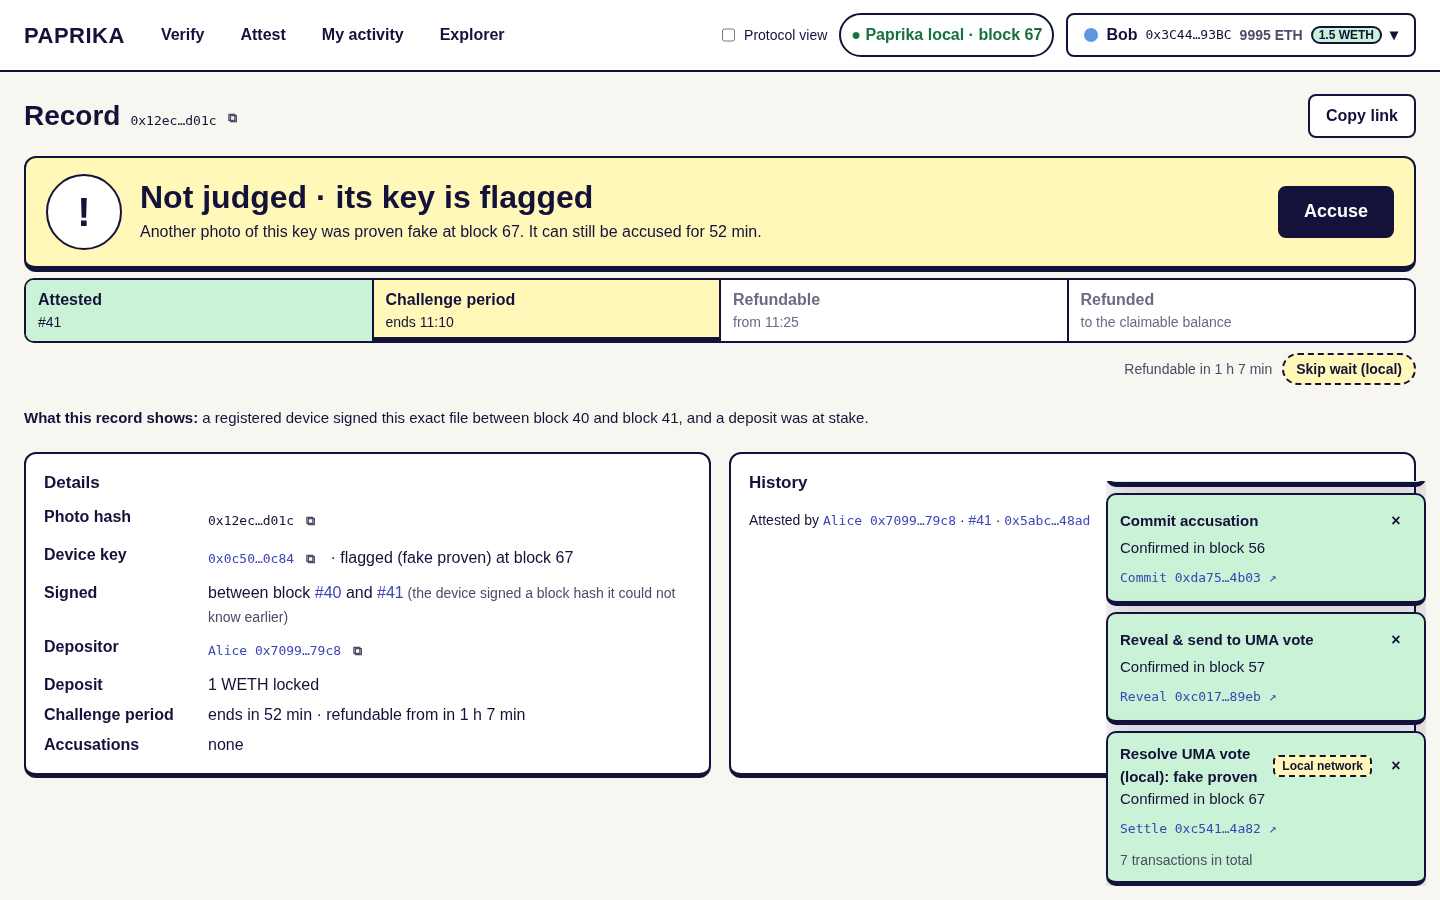 PAPRIKA
Verify
Attest
My activity
Explorer
Protocol view
● Paprika local · block 67
Bob 0x3C44…93BC 9995 ETH 1.5 WETH ▾
Record 0x12ec…d01c
Copy link
!
Not judged · its key is flagged
Another photo of this key was proven fake at block 67. It can still be accused for 52 min.
Accuse
Attested
#41
Challenge period
ends 11:10
Refundable
from 11:25
Refunded
to the claimable balance
Refundable in 1 h 7 min
Skip wait (local)
What this record shows: a registered device signed this exact file between block 40 and block 41, and a deposit was at stake.
Details
Photo hash 0x12ec…d01c
Device key 0x0c50…0c84 · flagged (fake proven) at block 67
Signed between block #40 and #41 (the device signed a block hash it could not
know earlier)
Depositor Alice 0x7099…79c8
Deposit 1 WETH locked
Challenge period ends in 52 min · refundable from in 1 h 7 min
Accusations none
History
Attested by Alice 0x7099…79c8 · #41 · 0x5abc…48ad
Commit accusation ×
Confirmed in block 56
Commit 0xda75…4b03 ↗
Reveal & send to UMA vote ×
Confirmed in block 57
Reveal 0xc017…89eb ↗
Resolve UMA vote
(local): fake proven
Local network ×
Confirmed in block 67
Settle 0xc541…4a82 ↗
7 transactions in total